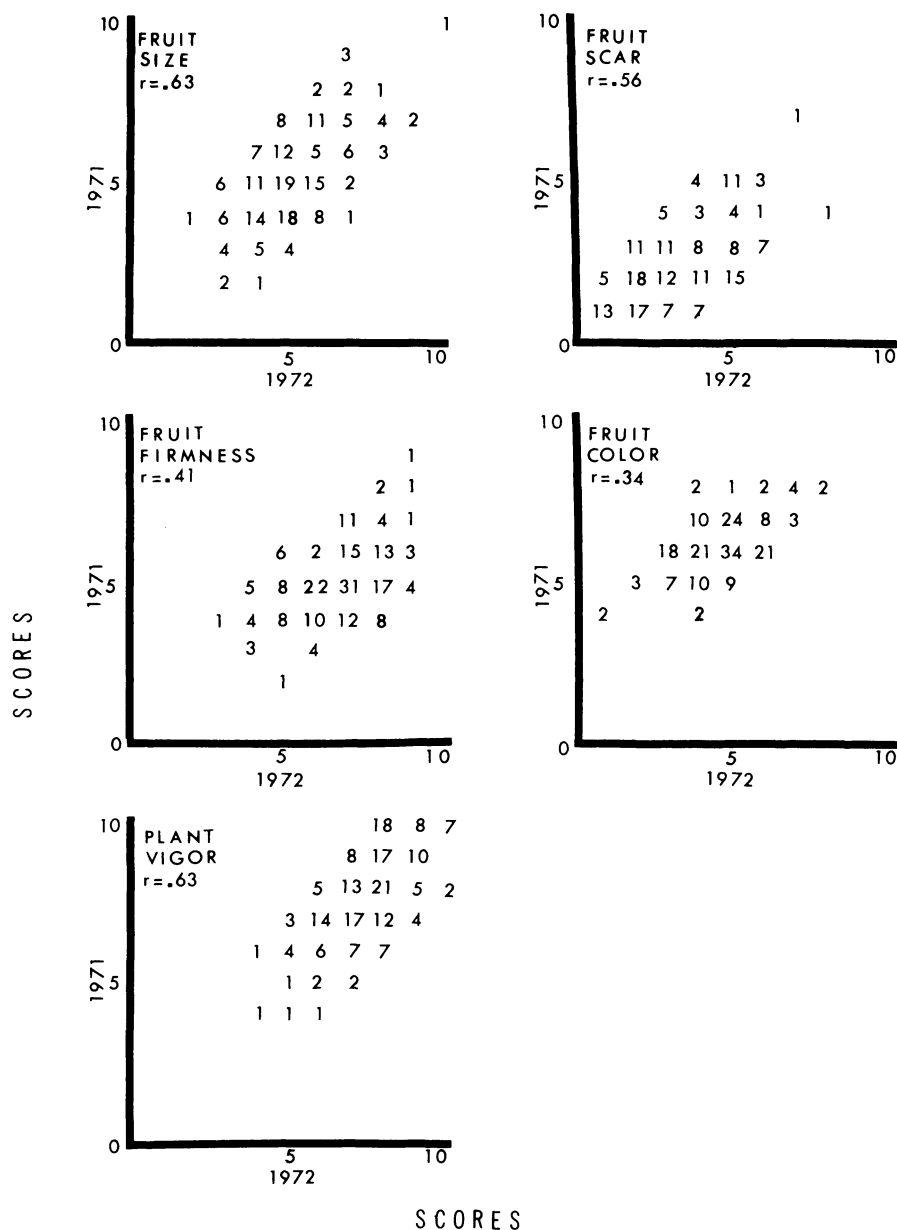 10
FRUIT
SIZE
r=.63
1
3
2 2 1
8 11 5 4 2
7 12 5 6 3
5 6 11 19 15 2
1971
1 6 14 18 8 1
4 5 4
2 1
0
5 10
1972
10
FRUIT
SCAR
r=.56
1
5 4 11 3
1971
5 3 4 1 1
11 11 8 8 7
5 18 12 11 15
13 17 7 7
0
5 10
1972
10
FRUIT
FIRMNESS
r=.41
1
2 1
11 4 1
6 2 15 13 3
5 5 8 22 31 17 4
1971
1 4 8 10 12 8
3 4
1
0
5 10
1972
10
FRUIT
COLOR
r=.34
2 1 2 4 2
10 24 8 3
18 21 34 21
5 3 7 10 9
1971
2 2
0
5 10
1972
10
PLANT
VIGOR
r=.63
18 8 7
8 17 10
5 13 21 5 2
3 14 17 12 4
1 4 6 7 7
5 1 2 2
1971
1 1 1
0
5 10
1972
SCORES
SCORES